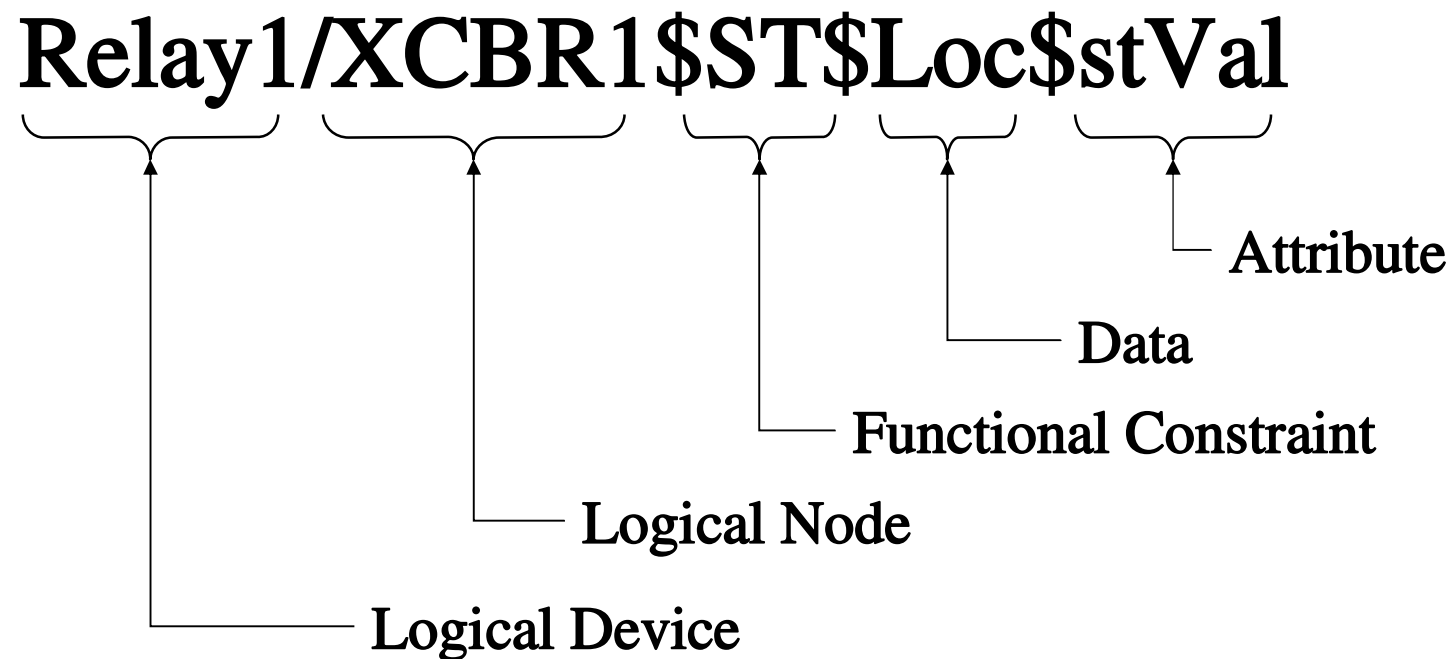 Relay1/XCBR1$ST$Loc$stVal
Attribute
Data
Functional Constraint
Logical Node
Logical Device